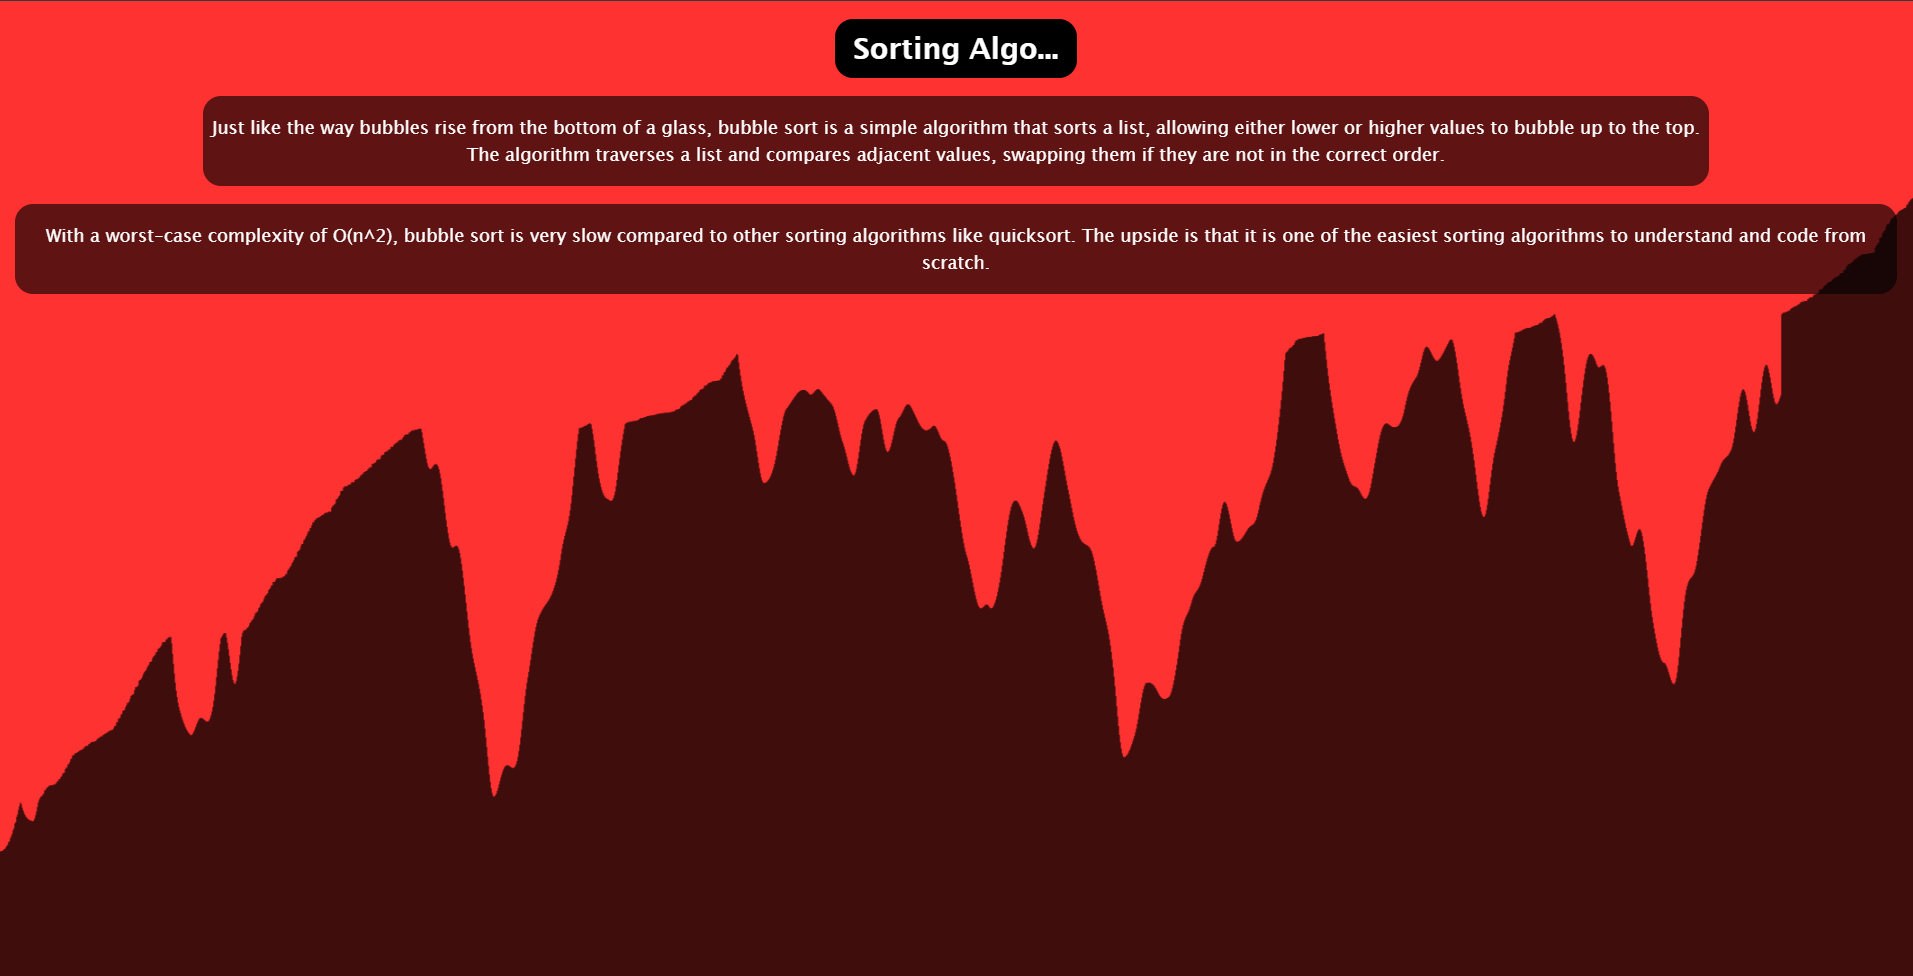 Sorting Algo...
Just like the way bubbles rise from the bottom of a glass, bubble sort is a simple algorithm that sorts a list, allowing either lower or higher values to bubble up to the top.
The algorithm traverses a list and compares adjacent values, swapping them if they are not in the correct order.
With a worst-case complexity of O(n^2), bubble sort is very slow compared to other sorting algorithms like quicksort. The upside is that it is one of the easiest sorting algorithms to understand and code from
scratch.